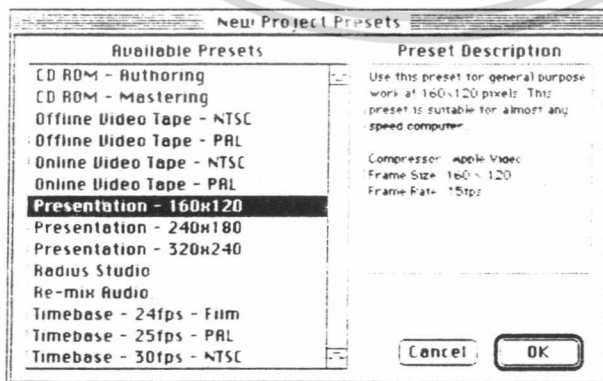 New Project Presets
Available Presets
CD ROM - Authoring
CD ROM - Mastering
Offline Video Tape - NTSC
Offline Video Tape - PAL
Online Video Tape - NTSC
Online Video Tape - PAL
Presentation - 160x120
Presentation - 240x180
Presentation - 320x240
Radius Studio
Re-mix Audio
Timebase - 24fps - Film
Timebase - 25fps - PAL
Timebase - 30fps - NTSC
Preset Description
Use this preset for general purpose
work at 160x120 pixels. This
preset is suitable for almost any
speed computer.
Compressor: Apple Video
Frame Size: 160 x 120
Frame Rate: 15fps
Cancel
OK